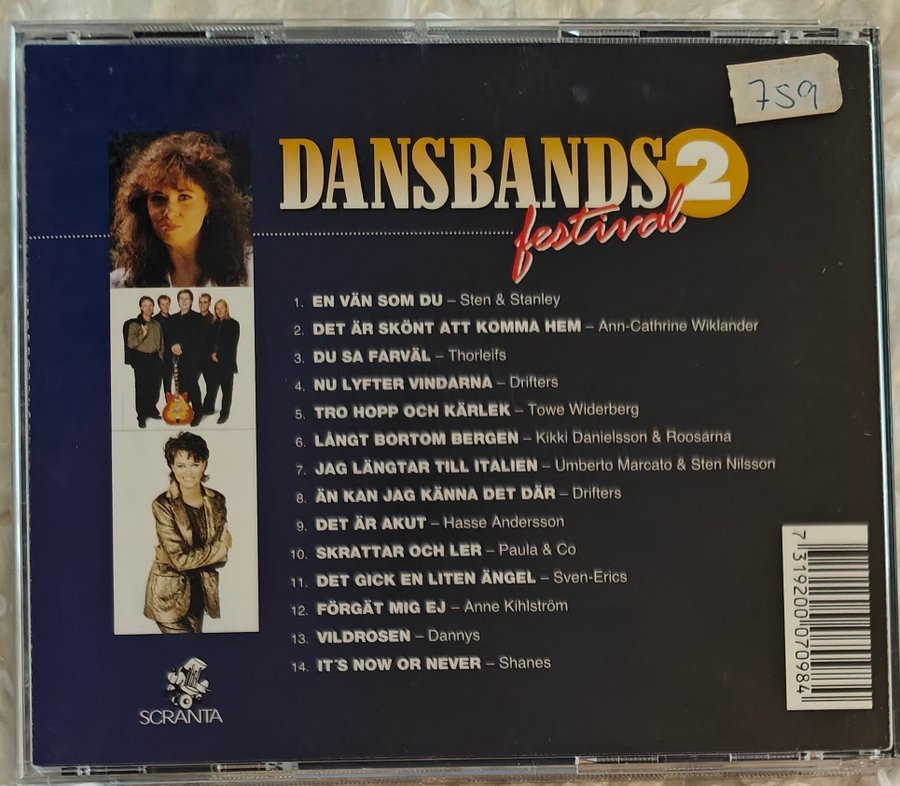 759
DANSBANDS 2
festival
1. EN VÄN SOM DU – Sten & Stanley
2. DET ÄR SKÖNT ATT KOMMA HEM – Ann-Cathrine Wiklander
3. DU SA FARVÄL – Thorleifs
4. NU LYFTER VINDARNA – Drifters
5. TRO HOPP OCH KÄRLEK – Towe Widerberg
6. LÅNGT BORTOM BERGEN – Kikki Danielsson & Roosarna
7. JAG LÄNGTAR TILL ITALIEN – Umberto Marcato & Sten Nilsson
8. ÄN KAN JAG KÄNNA DET DÄR – Drifters
9. DET ÄR AKUT – Hasse Andersson
10. SKRATTAR OCH LER – Paula & Co
11. DET GICK EN LITEN ÄNGEL – Sven-Erics
12. FÖRGÄT MIG EJ – Anne Kihlström
13. VILDROSEN – Dannys
14. IT´S NOW OR NEVER – Shanes
SCRANTA
7 319200 070984